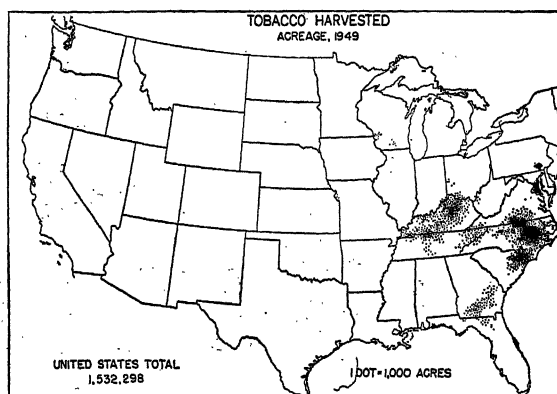 TOBACCO HARVESTED
ACREAGE, 1949
UNITED STATES TOTAL
1,532,298
1 DOT=1,000 ACRES